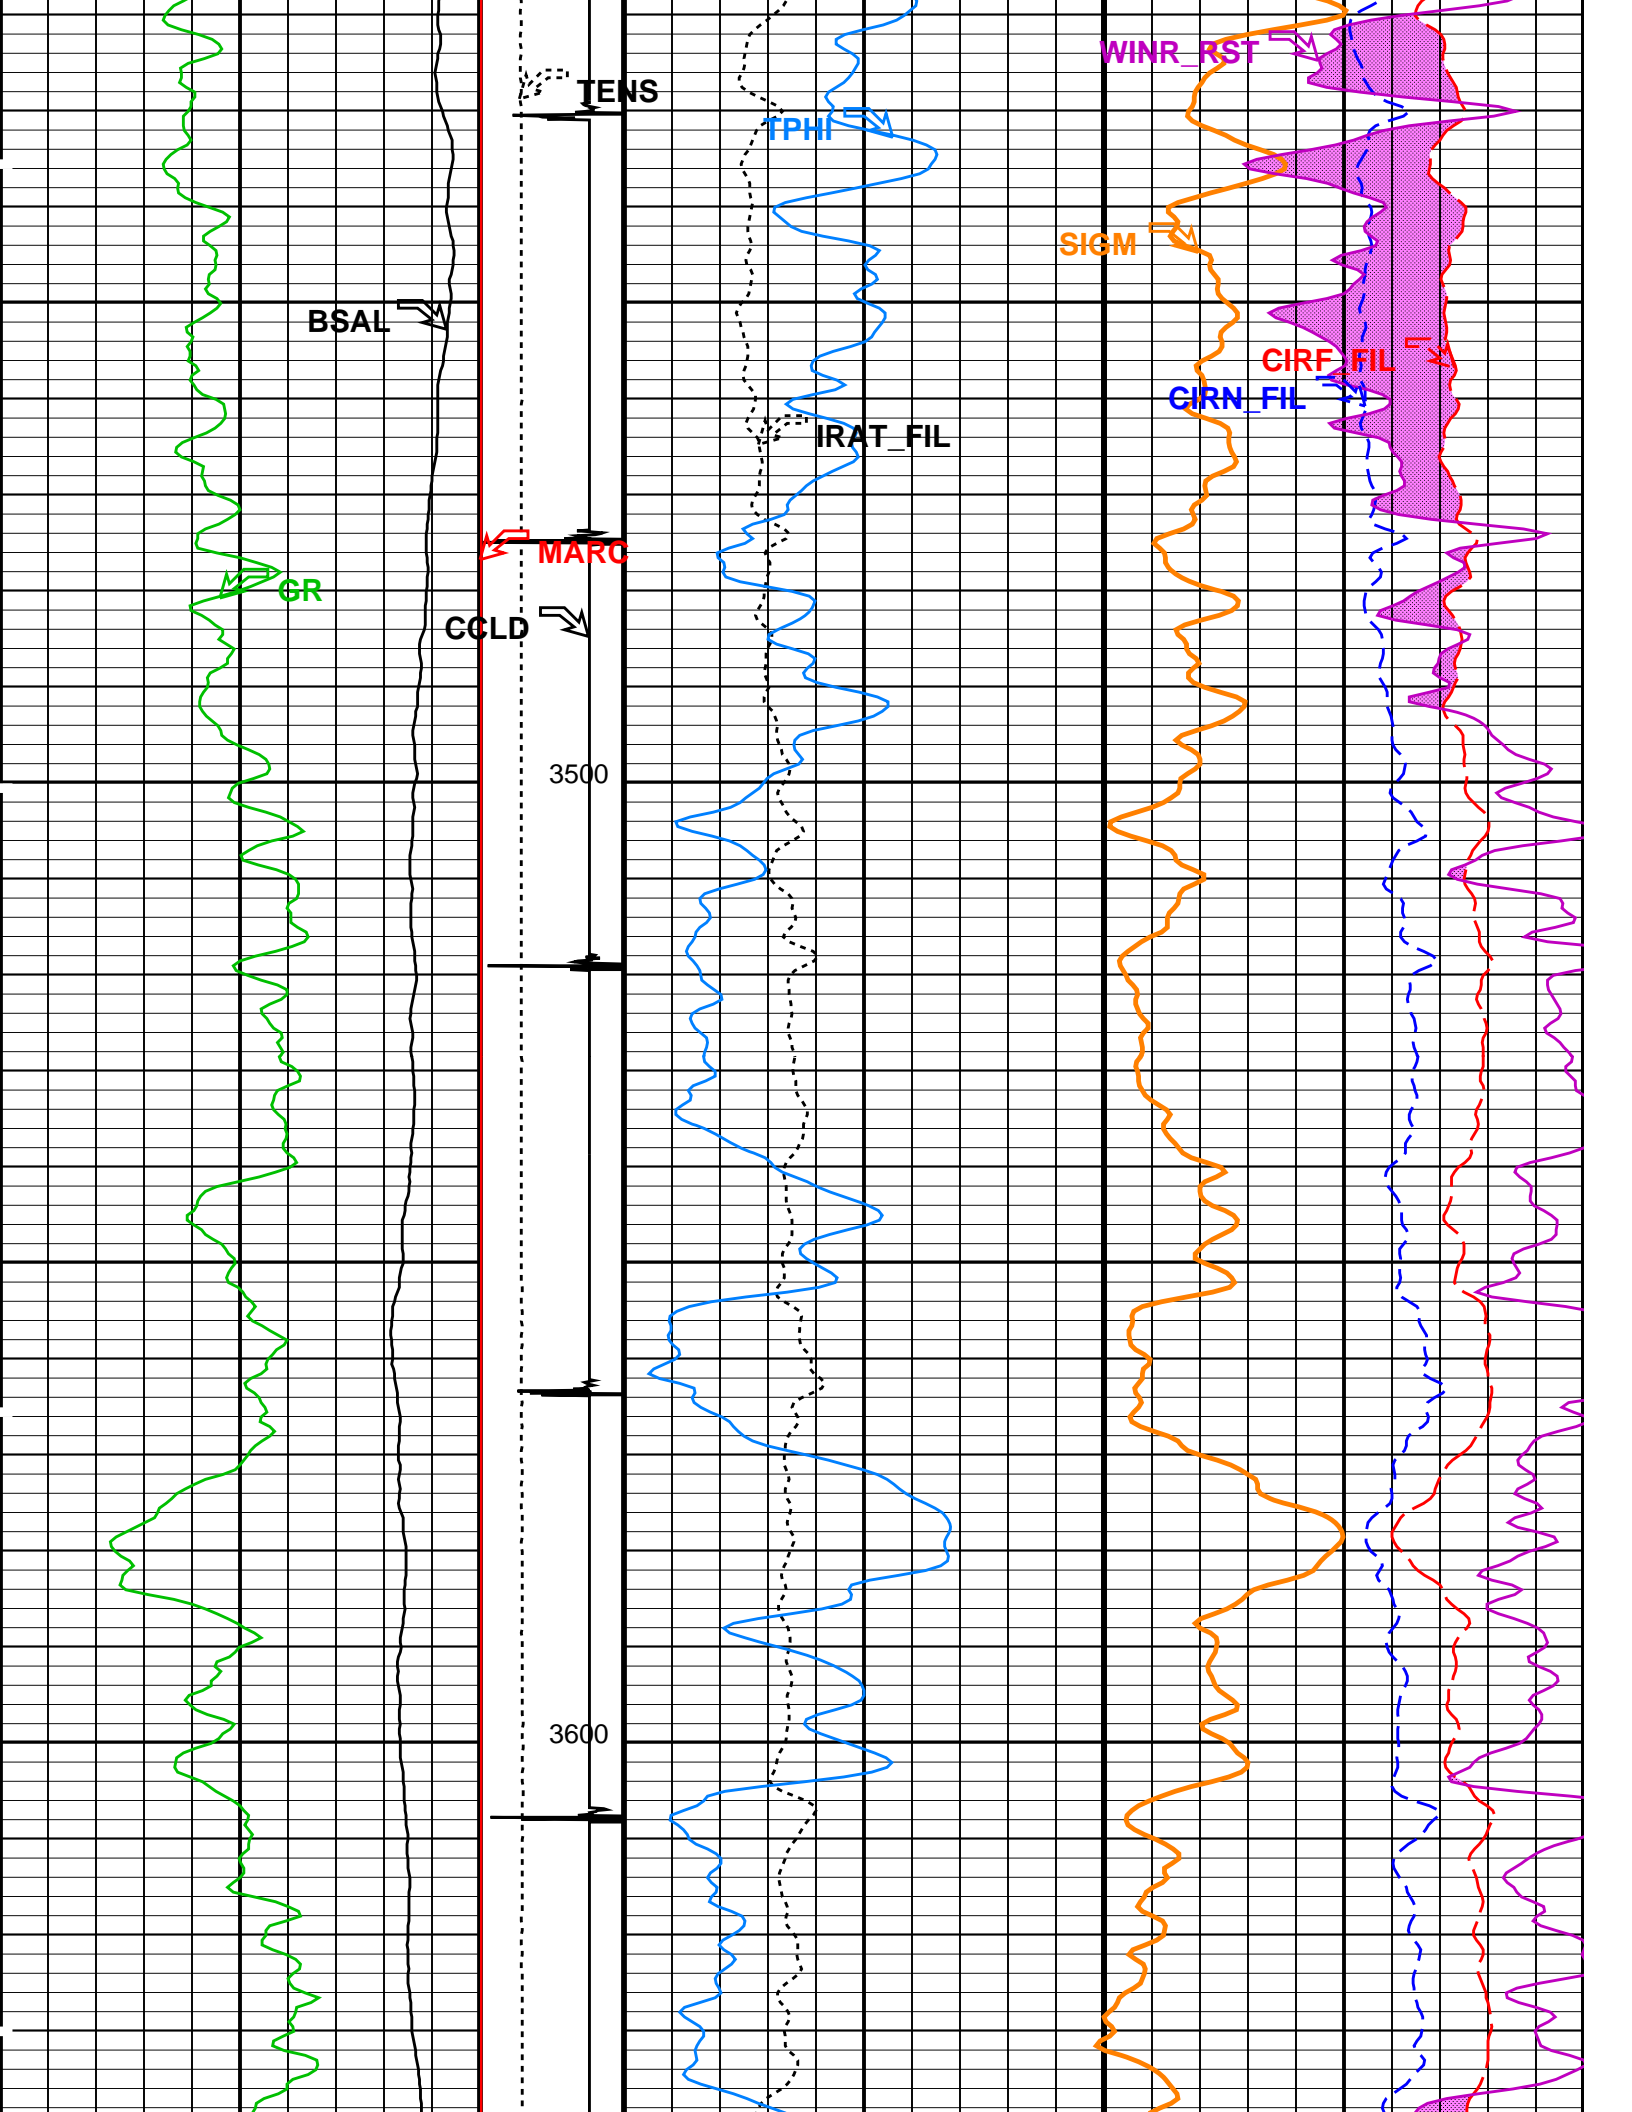 WINR_RST
TENS
TPHI
SIGM
BSAL
CIRF_FIL
CIRN_FIL
IRAT_FIL
MARC
GR
CCLD
3500
3600